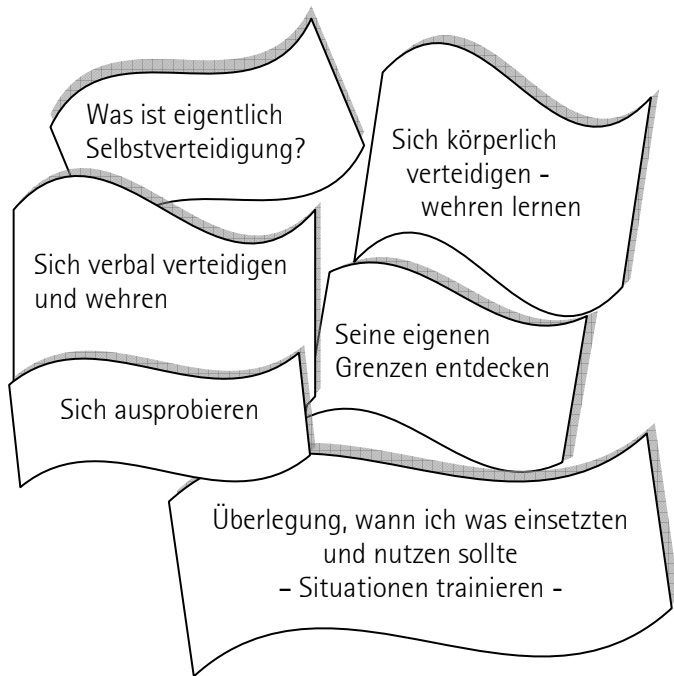 Was ist eigentlich
Selbstverteidigung?
Sich körperlich
verteidigen -
wehren lernen
Sich verbal verteidigen
und wehren
Seine eigenen
Grenzen entdecken
Sich ausprobieren
Überlegung, wann ich was einsetzten
und nutzen sollte
– Situationen trainieren -